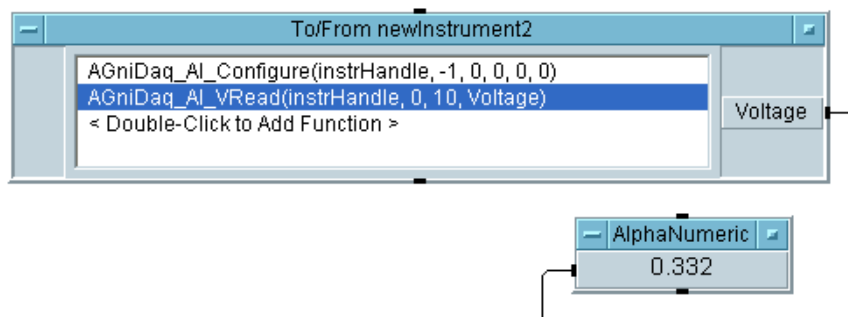 To/From newInstrument2
AGniDaq_AI_Configure(instrHandle, -1, 0, 0, 0, 0)
AGniDaq_AI_VRead(instrHandle, 0, 10, Voltage)
< Double-Click to Add Function >
Voltage
AlphaNumeric
0.332